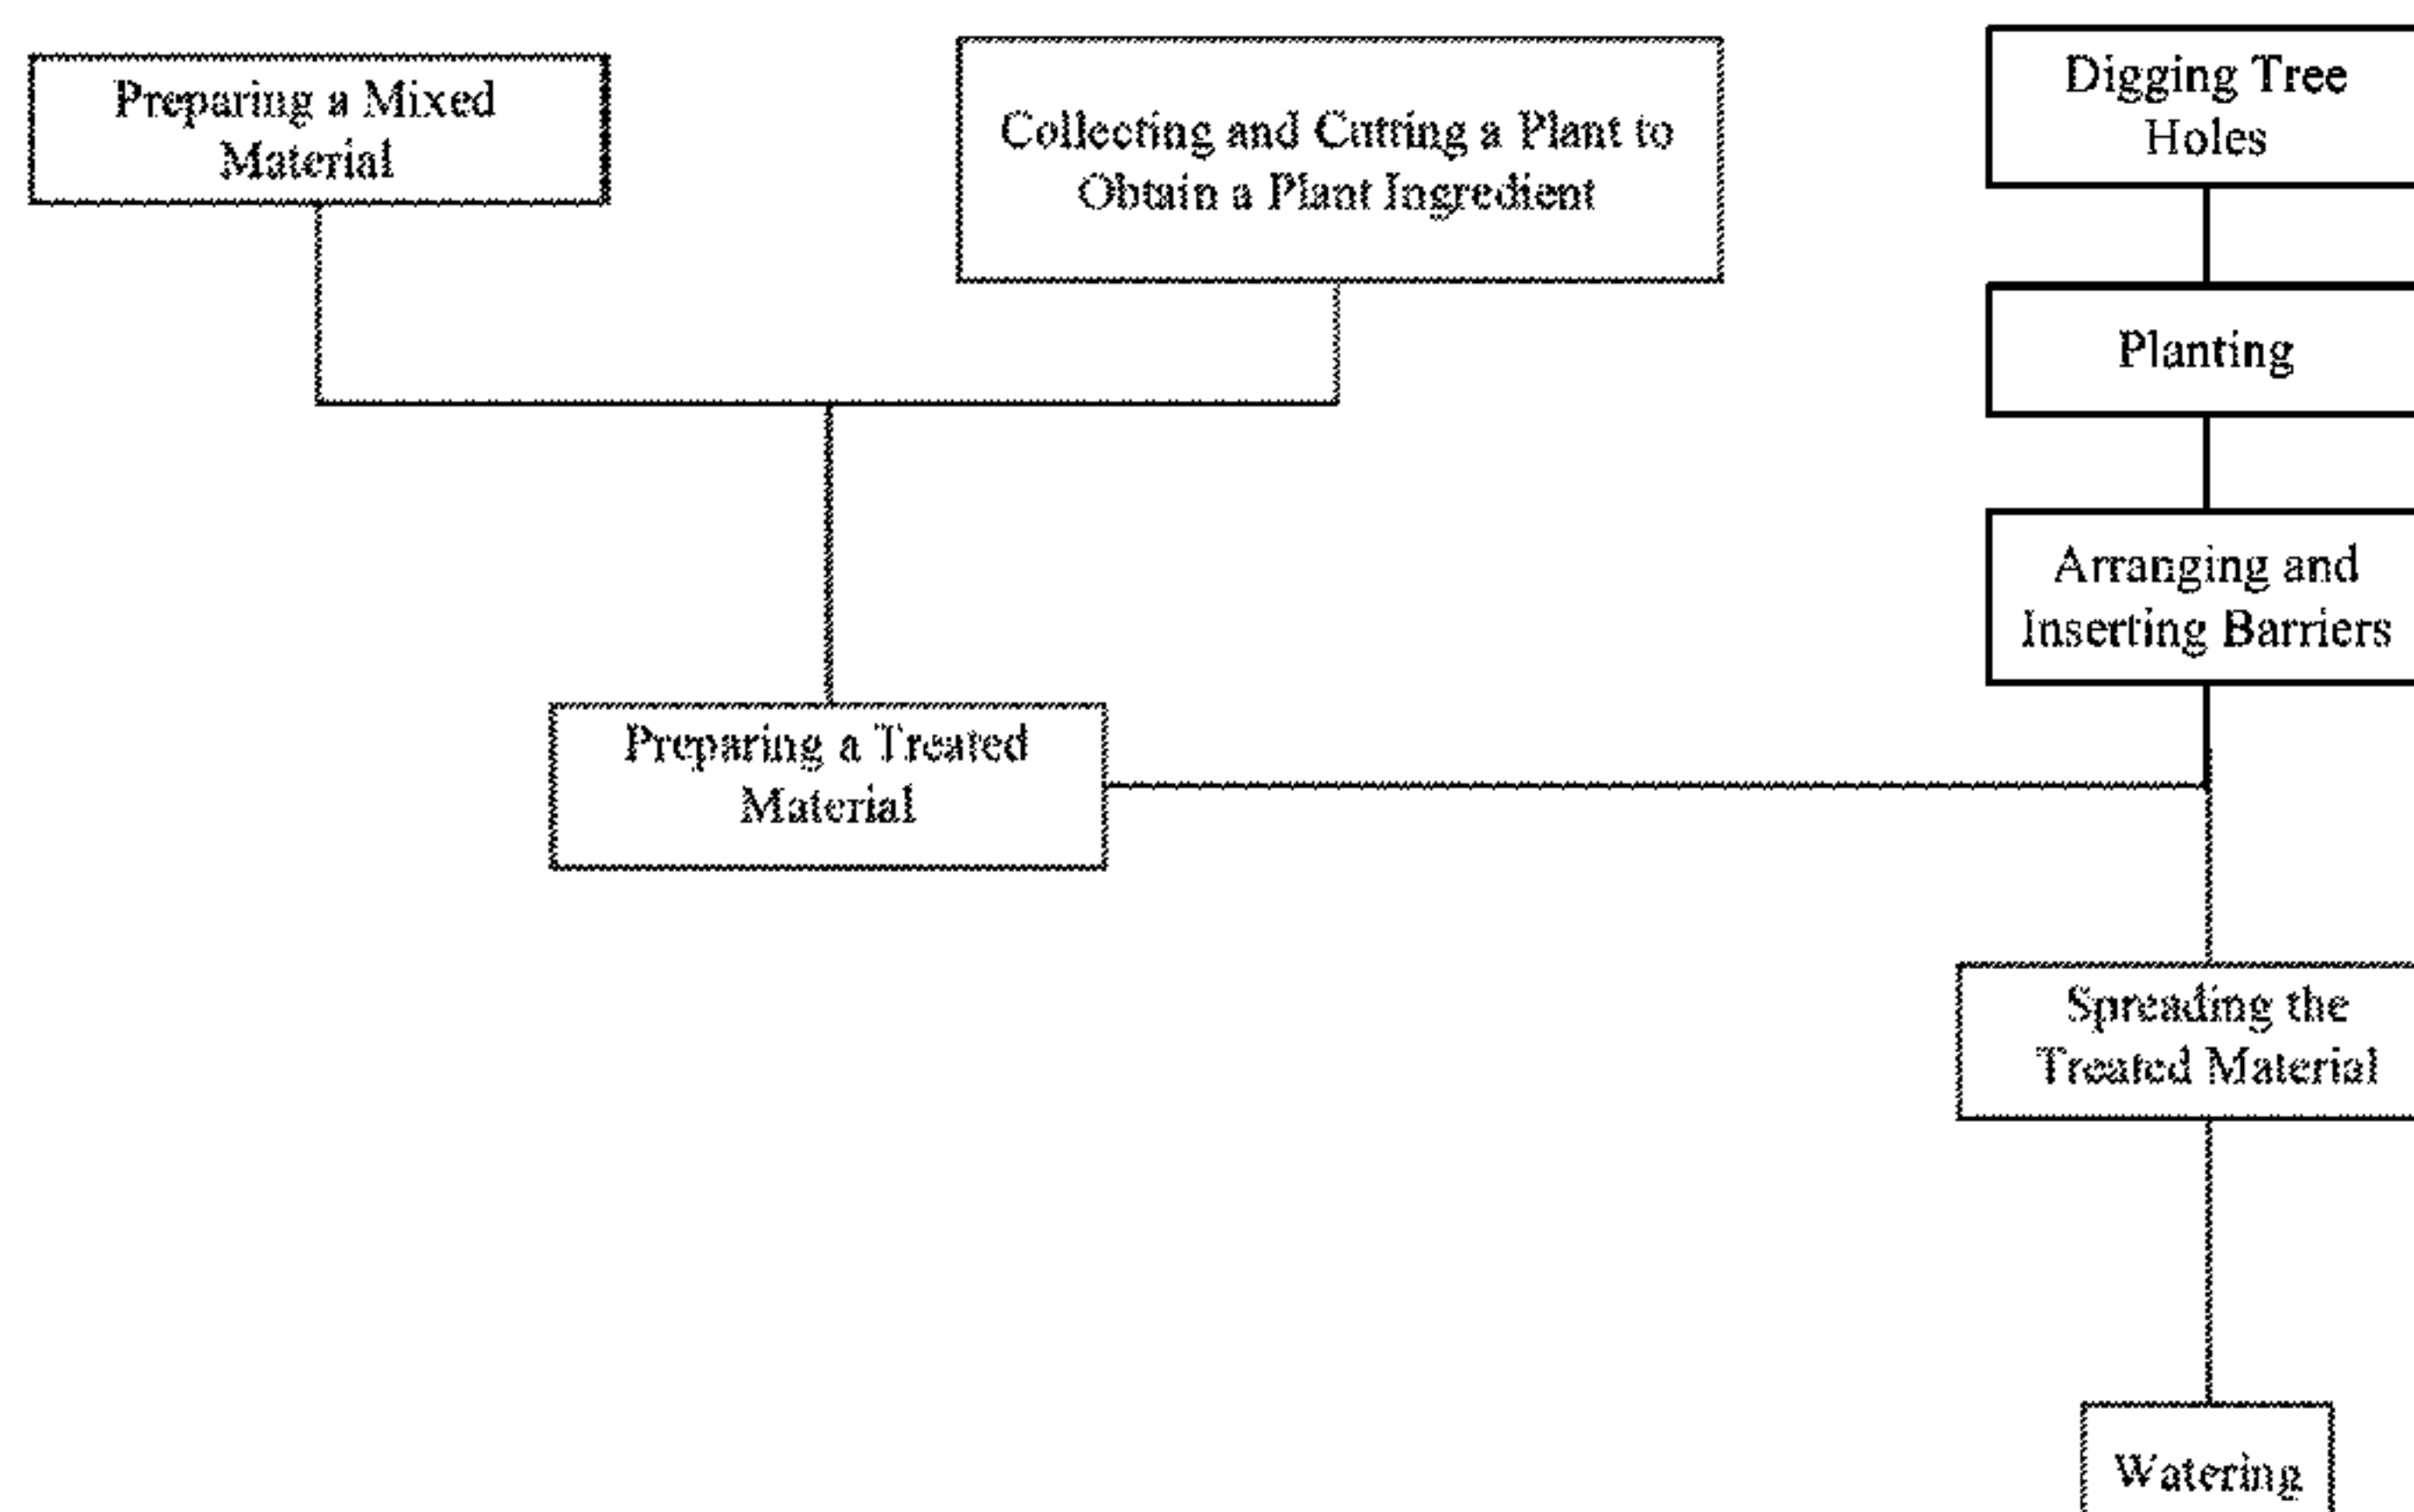 Preparing a Mixed
Material
Collecting and Cutting a Plant to
Obtain a Plant Ingredient
Digging Tree
Holes
Planting
Arranging and
Inserting Barriers
Preparing a Treated
Material
Spreading the
Treated Material
Watering